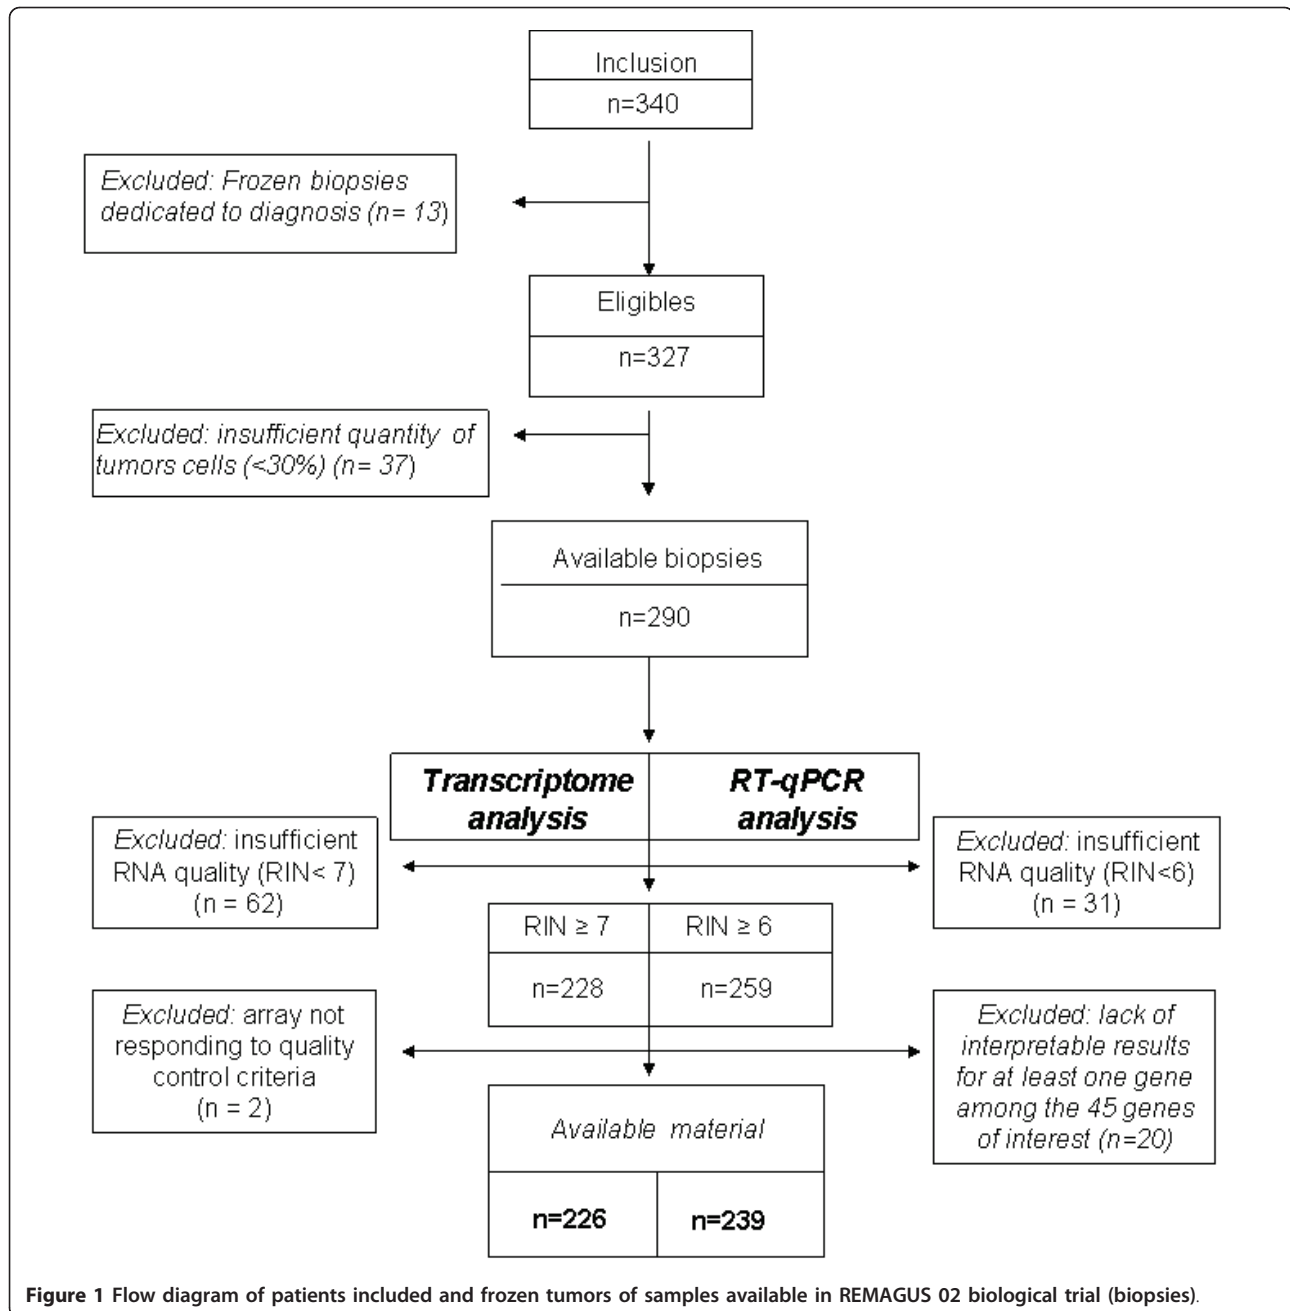 Inclusion
n=340
Excluded: Frozen biopsies
dedicated to diagnosis (n= 13)
Eligibles
n=327
Excluded: insufficient quantity of
tumors cells (<30%) (n= 37)
Available biopsies
n=290
Transcriptome
analysis
RT-qPCR
analysis
Excluded: insufficient
RNA quality (RIN< 7)
(n = 62)
Excluded: insufficient
RNA quality (RIN<6)
(n = 31)
RIN ≥ 7
RIN ≥ 6
n=228
n=259
Excluded: array not
responding to quality
control criteria
(n = 2)
Excluded: lack of
interpretable results
for at least one gene
among the 45 genes
of interest (n=20)
Available material
n=226
n=239
Figure 1 Flow diagram of patients included and frozen tumors of samples available in REMAGUS 02 biological trial (biopsies).